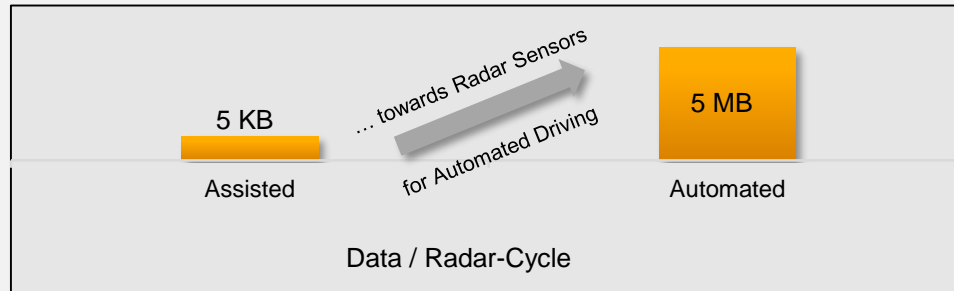 … towards Radar Sensors
for Automated Driving
5 KB
5 MB
Assisted
Automated
Data / Radar-Cycle